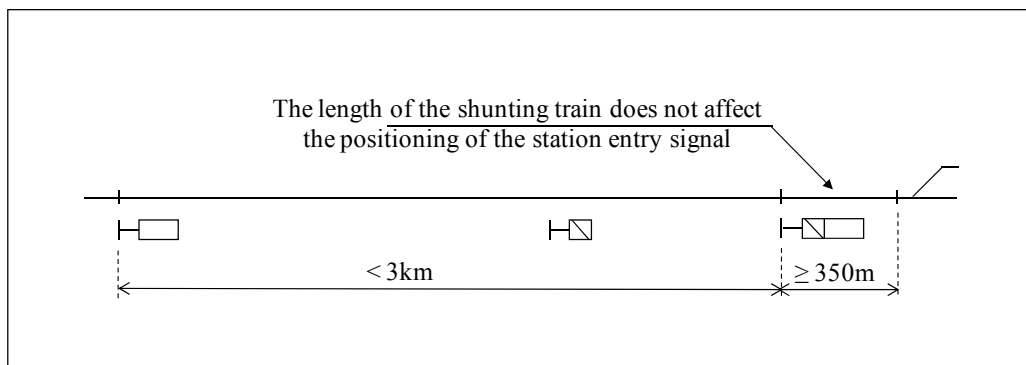 The length of the shunting train does not affect
the positioning of the station entry signal
< 3km
≥ 350m